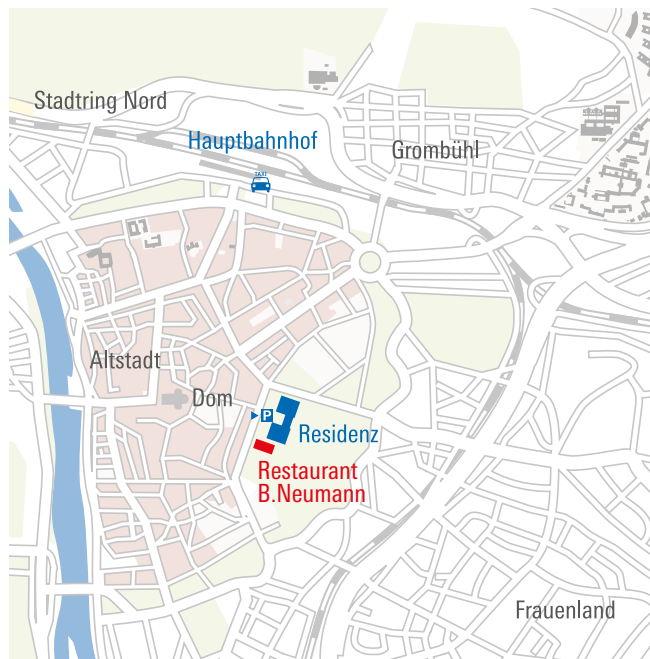 Stadtring Nord
Hauptbahnhof
Grombühl
TAXI
Altstadt
Dom
P
Residenz
Restaurant
B.Neumann
Frauenland